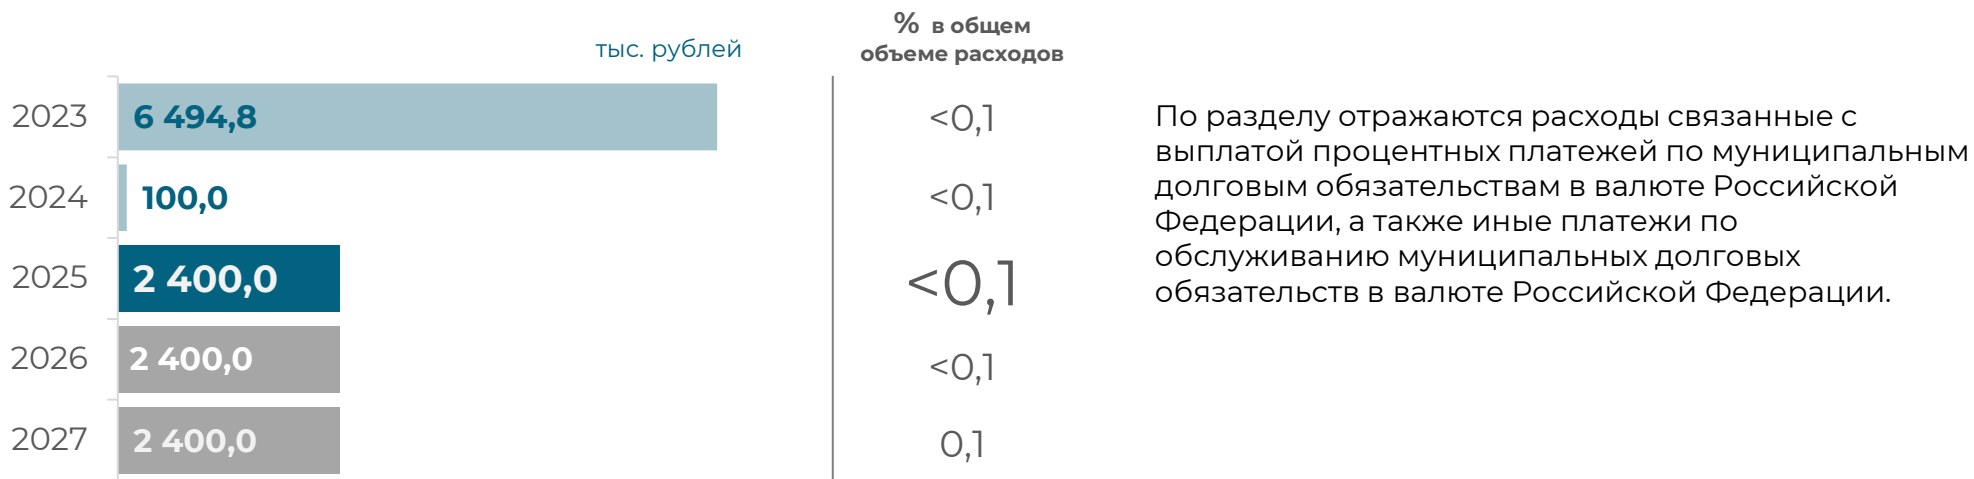 % в общем
объеме расходов
тыс. рублей
2023 6 494,8 <0,1
2024 100,0 <0,1
2025 2 400,0 <0,1
2026 2 400,0 <0,1
2027 2 400,0 0,1
По разделу отражаются расходы связанные с
выплатой процентных платежей по муниципальным
долговым обязательствам в валюте Российской
Федерации, а также иные платежи по
обслуживанию муниципальных долговых
обязательств в валюте Российской Федерации.